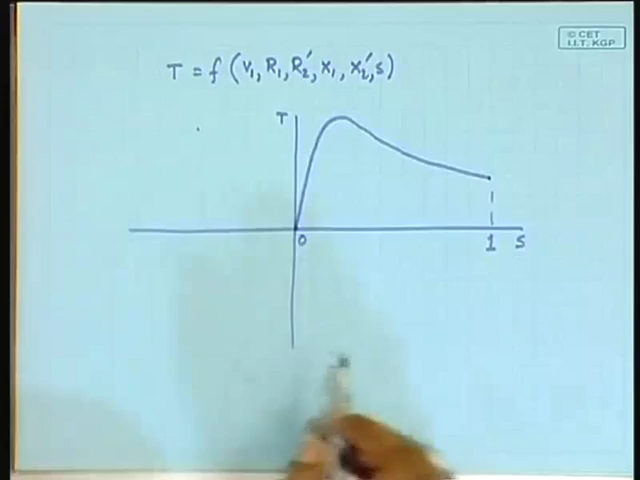 © CET
I.I.T. KGP
T = f (V₁, R₁, R₂', X₁, X₂', s)
T
0 1 S